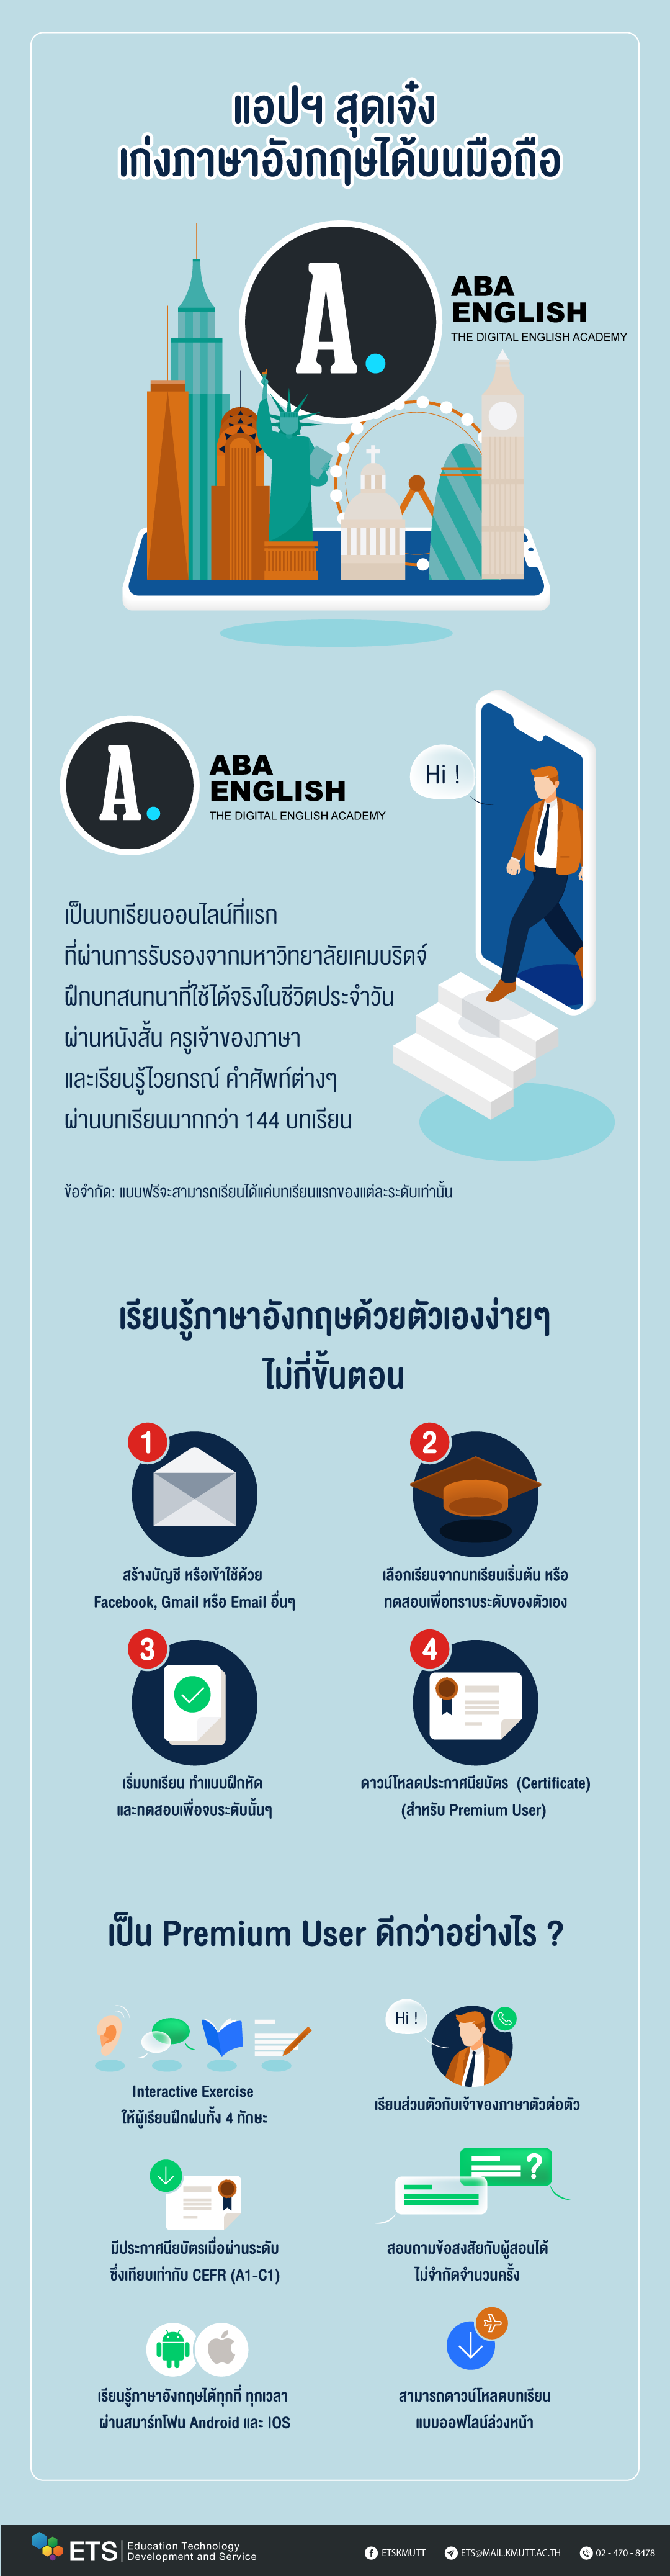 แอปฯ สุดเจ๋ง
เก่งภาษาอังกฤษได้บนมือถือ
A.
ABA
ENGLISH
THE DIGITAL ENGLISH ACADEMY
A.
ABA
ENGLISH
THE DIGITAL ENGLISH ACADEMY
Hi !
เป็นบทเรียนออนไลน์ที่แรก
ที่ผ่านการรับรองจากมหาวิทยาลัยเคมบริดจ์
ฝึกบทสนทนาที่ใช้ได้จริงในชีวิตประจำวัน
ผ่านหนังสั้น ครูเจ้าของภาษา
และเรียนรู้ไวยกรณ์ คำศัพท์ต่างๆ
ผ่านบทเรียนมากกว่า 144 บทเรียน
ข้อจำกัด: แบบฟรีจะสามารถเรียนได้แค่บทเรียนแรกของแต่ละระดับเท่านั้น
เรียนรู้ภาษาอังกฤษด้วยตัวเองง่ายๆ
ไม่กี่ขั้นตอน
1
สร้างบัญชี หรือเข้าใช้ด้วย
Facebook, Gmail หรือ Email อื่นๆ
2
เลือกเรียนจากบทเรียนเริ่มต้น หรือ
ทดสอบเพื่อทราบระดับของตัวเอง
3
เริ่มบทเรียน ทำแบบฝึกหัด
และทดสอบเพื่อจบระดับนั้นๆ
4
ดาวน์โหลดประกาศนียบัตร (Certificate)
(สำหรับ Premium User)
เป็น Premium User ดีกว่าอย่างไร ?
Interactive Exercise
ให้ผู้เรียนฝึกฝนทั้ง 4 ทักษะ
Hi !
เรียนส่วนตัวกับเจ้าของภาษาตัวต่อตัว
มีประกาศนียบัตรเมื่อผ่านระดับ
ซึ่งเทียบเท่ากับ CEFR (A1-C1)
?
สอบถามข้อสงสัยกับผู้สอนได้
ไม่จำกัดจำนวนครั้ง
เรียนรู้ภาษาอังกฤษได้ทุกที่ ทุกเวลา
ผ่านสมาร์ทโฟน Android และ IOS
สามารถดาวน์โหลดบทเรียน
แบบออฟไลน์ล่วงหน้า
ETS
Education Technology
Development and Service
ETSKMUTT
ETS@MAIL.KMUTT.AC.TH
02 - 470 - 8478